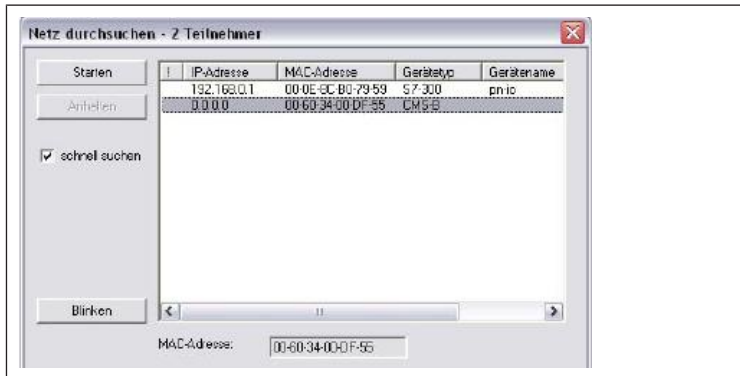 Netz durchsuchen - 2 Teilnehmer
Starten
! IP-Adresse MAC-Adresse Gerätetyp Gerätename
192.168.0.1 00-0E-8C-B0-79-59 S7-300 pn-io
Anhalten
0.0.0.0 00-60-34-00-DF-55 CMS-B
schnell suchen
Blinken
MAC-Adresse: 00-60-34-00-DF-55